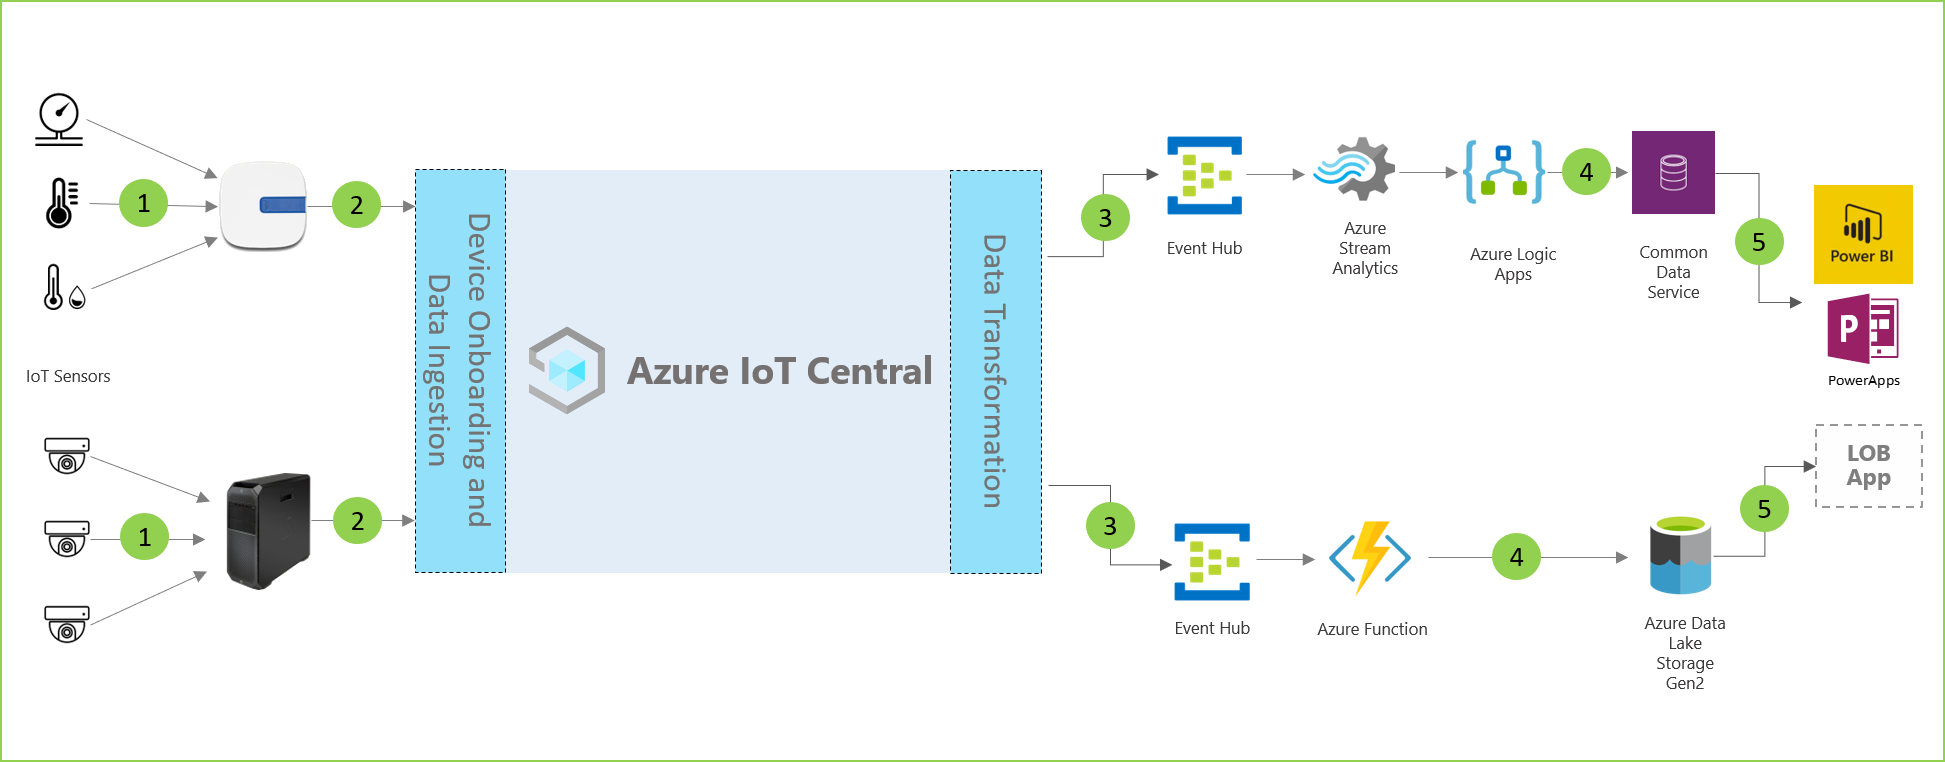 1
2
IoT Sensors
1
2
Device Onboarding and
Data Ingestion
Azure IoT Central
Data Transformation
3
Event Hub
Azure
Stream
Analytics
Azure Logic
Apps
4
Common
Data
Service
5
Power BI
P
PowerApps
3
Event Hub
Azure Function
4
Azure Data
Lake
Storage
Gen2
5
LOB
App